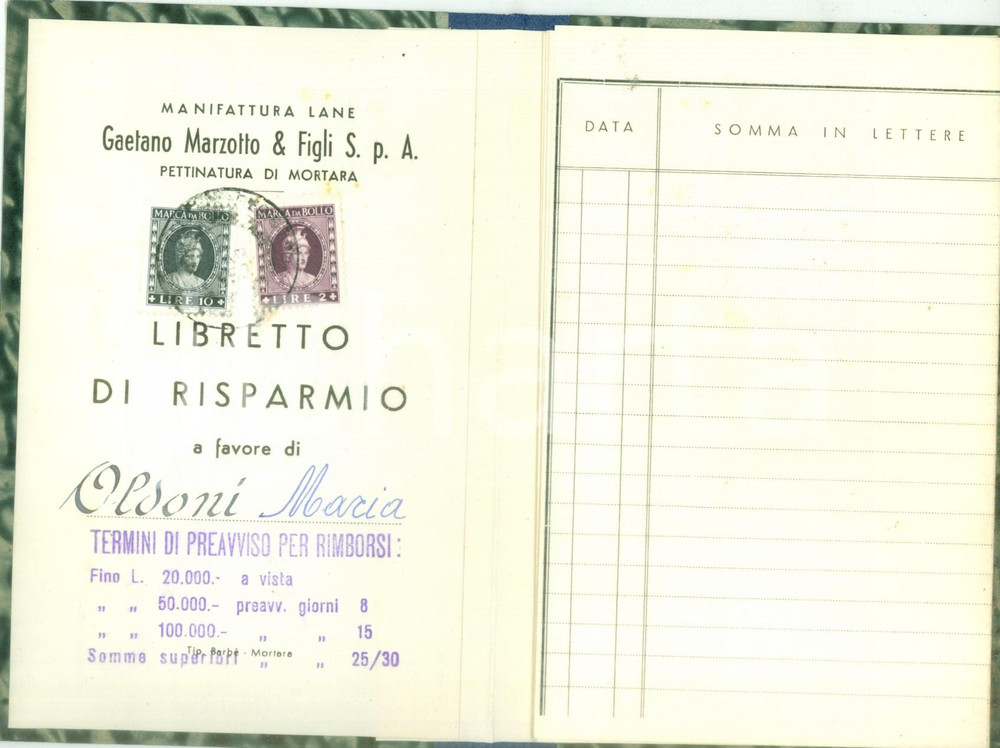 MANIFATTURA LANE
Gaetano Marzotto & Figli S. p. A.
PETTINATURA DI MORTARA
MARCA DA BOLLO MARCA DA BOLLO
LIRE 10 LIRE 2
LIBRETTO
DI RISPARMIO
a favore di
Oldoni Maria
TERMINI DI PREAVVISO PER RIMBORSI:
Fino L. 20.000.- a vista
„ „ 50.000.- preavv. giorni 8
„ „ 100.000.- „ „ 15
Somme superiori „ „ 25/30
Tip. Barbè - Mortara
DATA SOMMA IN LETTERE